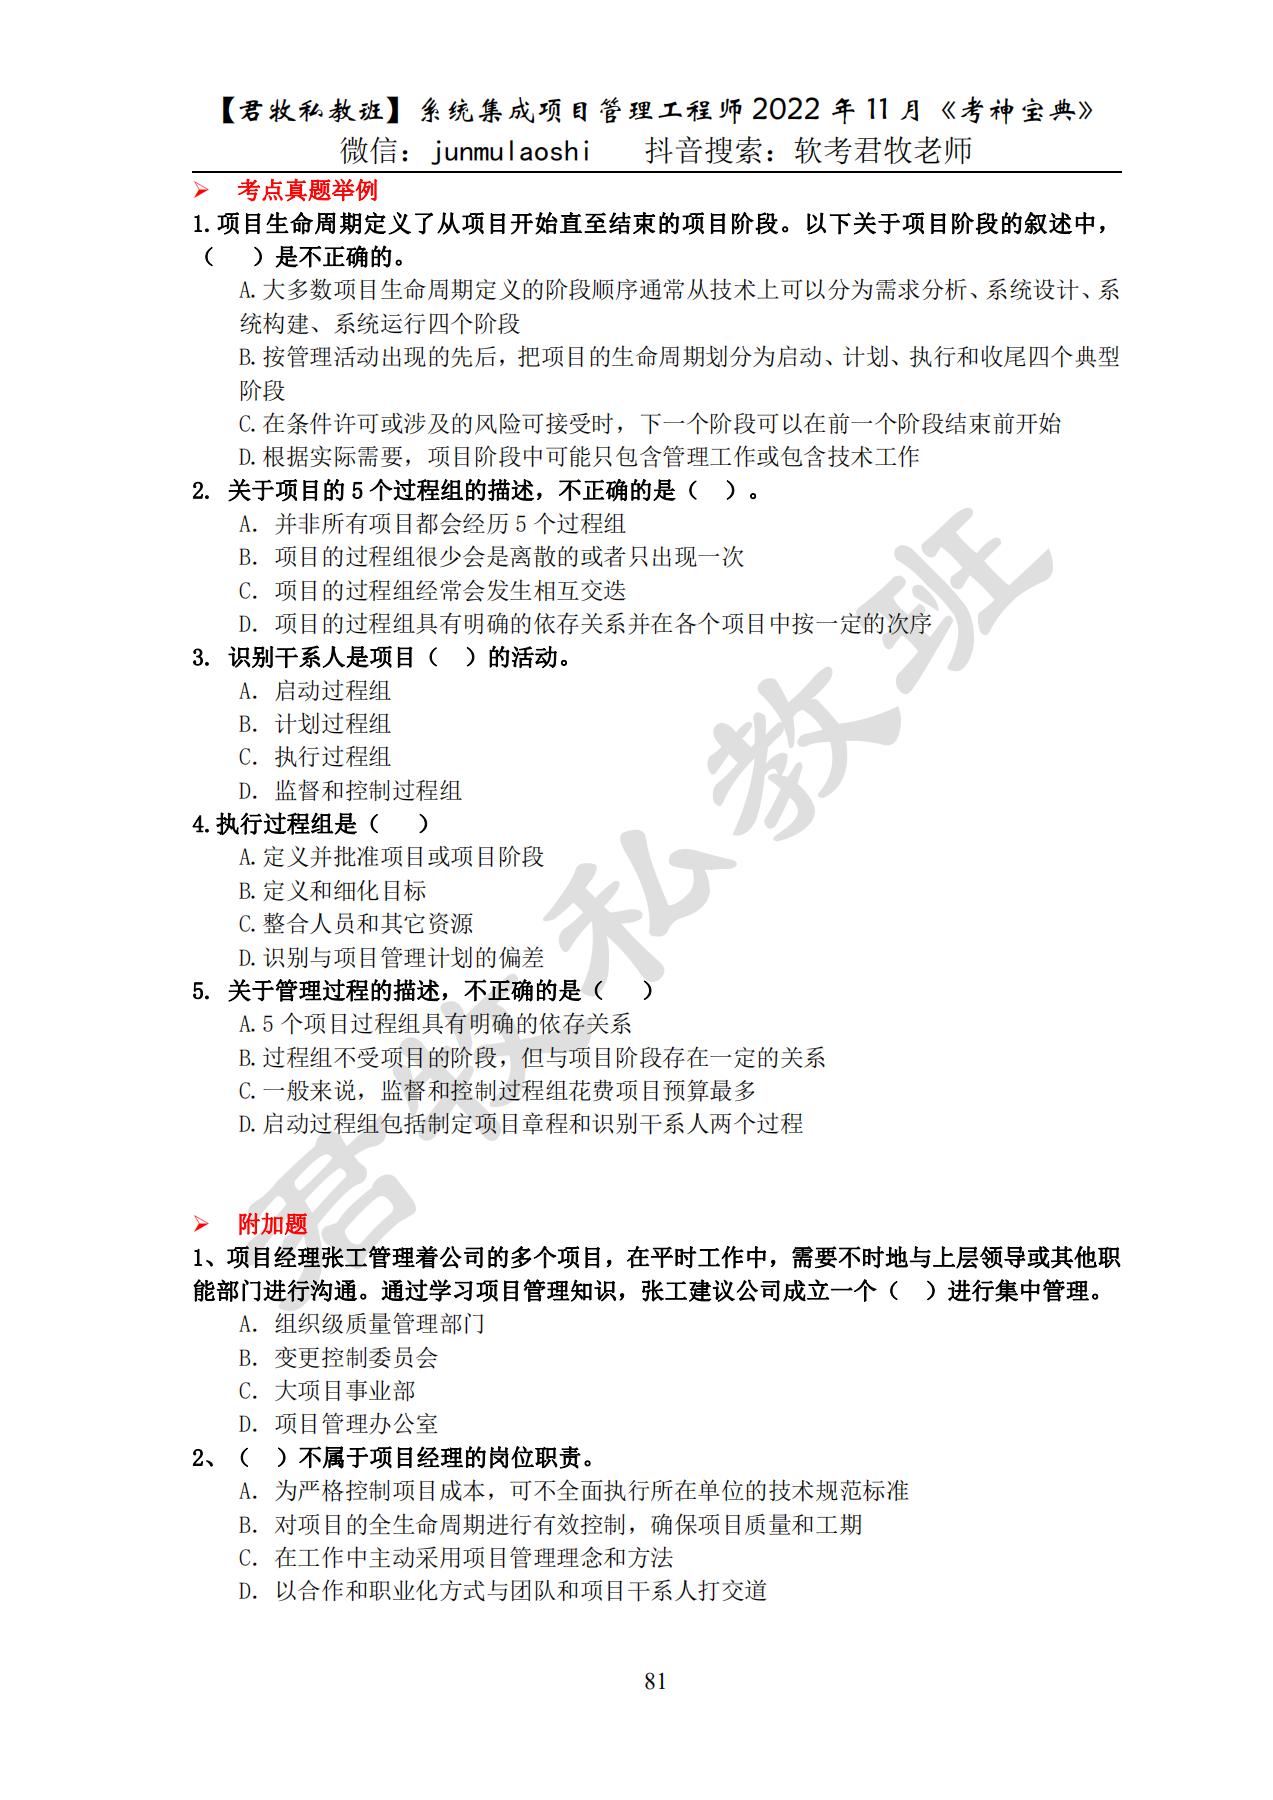 【君牧私教班】系统集成项目管理工程师 2022 年 11 月《考神宝典》
微信：junmulaoshi 抖音搜索：软考君牧老师
➢ 考点真题举例
1.项目生命周期定义了从项目开始直至结束的项目阶段。以下关于项目阶段的叙述中，
（ ）是不正确的。
A.大多数项目生命周期定义的阶段顺序通常从技术上可以分为需求分析、系统设计、系
统构建、系统运行四个阶段
B.按管理活动出现的先后，把项目的生命周期划分为启动、计划、执行和收尾四个典型
阶段
C.在条件许可或涉及的风险可接受时，下一个阶段可以在前一个阶段结束前开始
D.根据实际需要，项目阶段中可能只包含管理工作或包含技术工作
2. 关于项目的 5 个过程组的描述，不正确的是（ ）。
A. 并非所有项目都会经历 5 个过程组
B. 项目的过程组很少会是离散的或者只出现一次
C. 项目的过程组经常会发生相互交迭
D. 项目的过程组具有明确的依存关系并在各个项目中按一定的次序
3. 识别干系人是项目（ ）的活动。
A. 启动过程组
B. 计划过程组
C. 执行过程组
D. 监督和控制过程组
4.执行过程组是（ ）
A.定义并批准项目或项目阶段
B.定义和细化目标
C.整合人员和其它资源
D.识别与项目管理计划的偏差
5. 关于管理过程的描述，不正确的是（ ）
A.5 个项目过程组具有明确的依存关系
B.过程组不受项目的阶段，但与项目阶段存在一定的关系
C.一般来说，监督和控制过程组花费项目预算最多
D.启动过程组包括制定项目章程和识别干系人两个过程
➢ 附加题
1、项目经理张工管理着公司的多个项目，在平时工作中，需要不时地与上层领导或其他职
能部门进行沟通。通过学习项目管理知识，张工建议公司成立一个（ ）进行集中管理。
A. 组织级质量管理部门
B. 变更控制委员会
C. 大项目事业部
D. 项目管理办公室
2、（ ）不属于项目经理的岗位职责。
A. 为严格控制项目成本，可不全面执行所在单位的技术规范标准
B. 对项目的全生命周期进行有效控制，确保项目质量和工期
C. 在工作中主动采用项目管理理念和方法
D. 以合作和职业化方式与团队和项目干系人打交道
81
君牧私教班